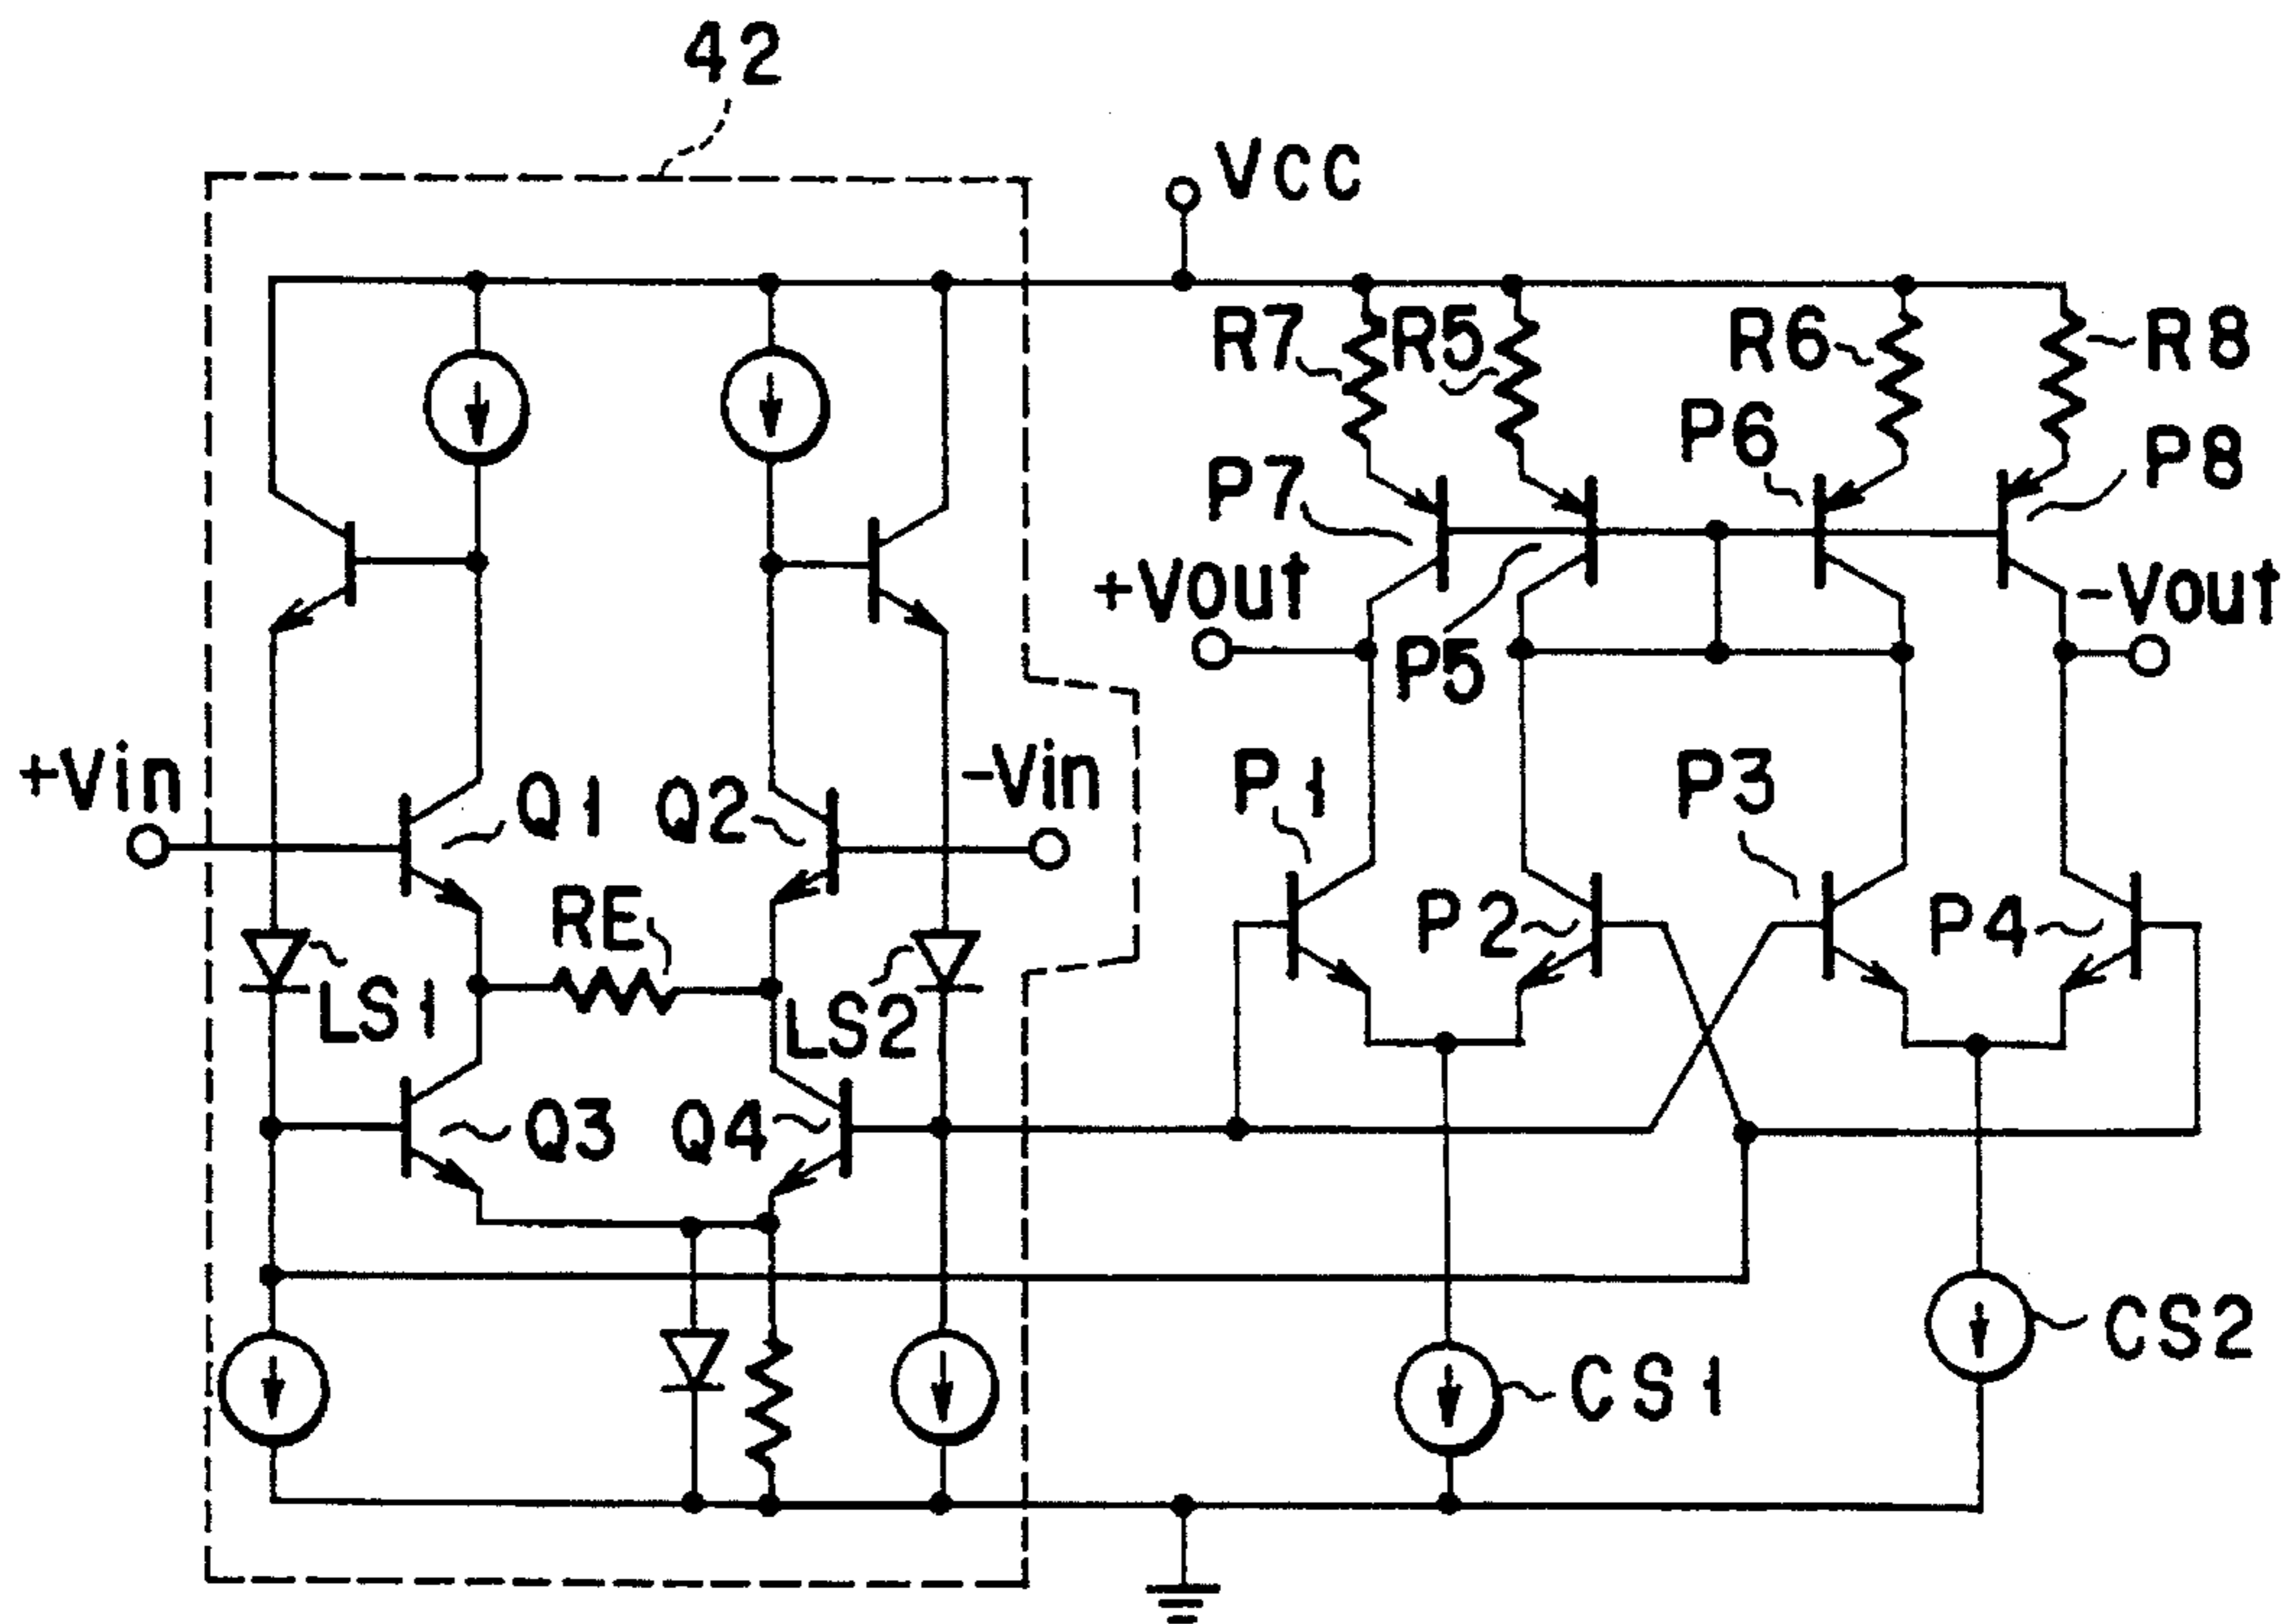 42
VCC
R7
R5
R6
R8
P6
P8
P7
+Vout
-Vout
P5
+Vin
Q1
Q2
-Vin
P1
P3
RE
P2
P4
LS1
LS2
Q3
Q4
CS2
CS1